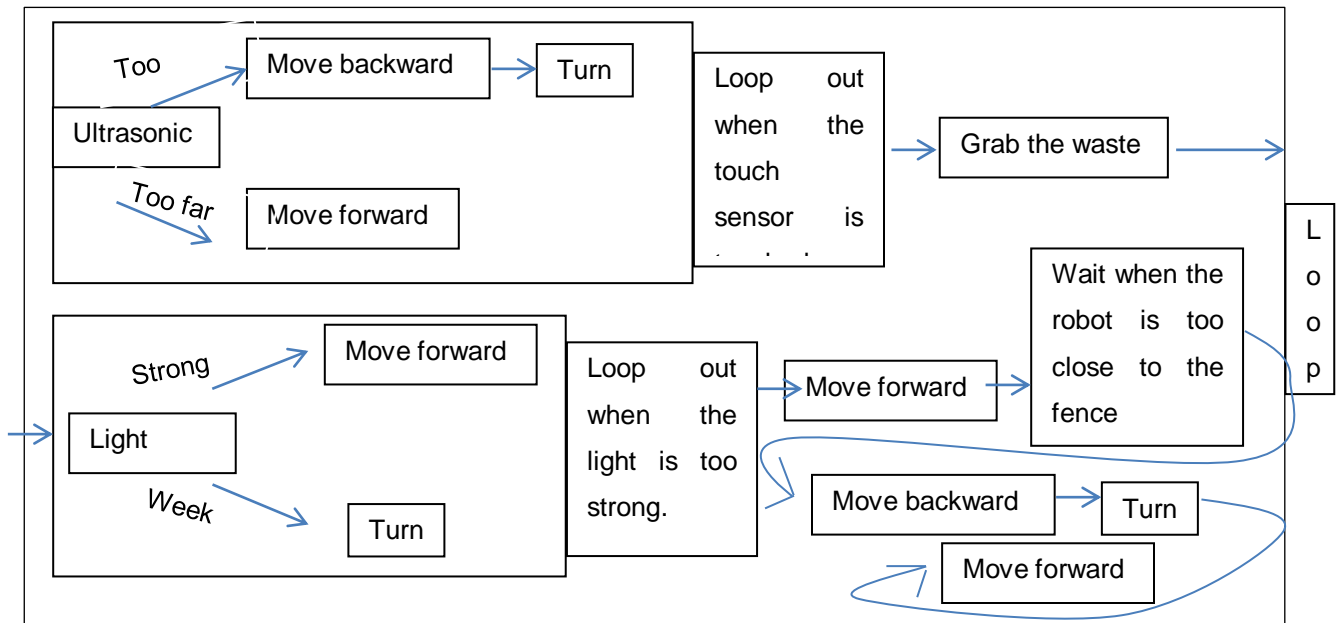 Too
Move backward
Turn
Ultrasonic
Too far
Move forward
Loop out
when the
touch
sensor is
Grab the waste
L
o
o
p
Strong
Move forward
Light
Week
Turn
Loop out
when the
light is too
strong.
Move forward
Wait when the
robot is too
close to the
fence
Move backward
Turn
Move forward